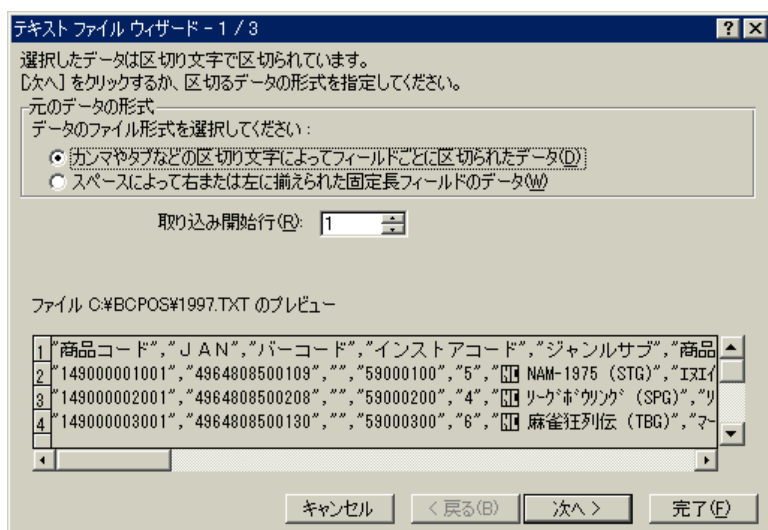 テキスト ファイル ウィザード - 1 / 3
選択したデータは区切り文字で区切られています。
[次へ] をクリックするか、区切るデータの形式を指定してください。
元のデータの形式
データのファイル形式を選択してください：
カンマやタブなどの区切り文字によってフィールドごとに区切られたデータ(D)
スペースによって右または左に揃えられた固定長フィールドのデータ(W)
取り込み開始行(R): 1
ファイル C:¥BCPOS¥1997.TXT のプレビュー
1 "商品コード","ＪＡＮ","バーコード","インストアコード","ジャンルサブ","商品
2 "149000001001","4964808500109","","59000100","5"," NAM-1975 (STG)","ｴﾇｴｲ
3 "149000002001","4964808500208","","59000200","4"," ﾘｰｸﾞﾎﾞｳﾘﾝｸﾞ (SPG)","ﾘ
4 "149000003001","4964808500130","","59000300","6"," 麻雀狂列伝 (TBG)","ﾏｰ
キャンセル < 戻る(B) 次へ > 完了(F)